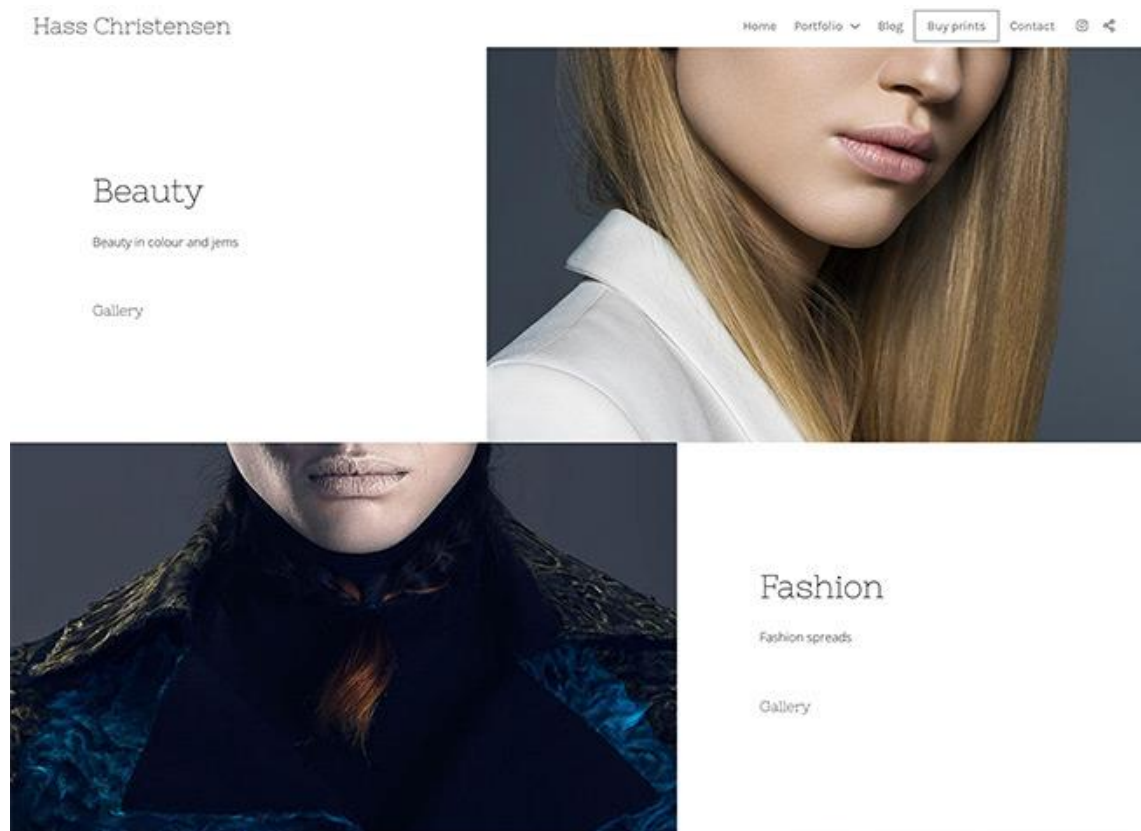 Hass Christensen
Home Portfolio Blog Buy prints Contact
Beauty
Beauty in colour and jems
Gallery
Fashion
Fashion spreads
Gallery